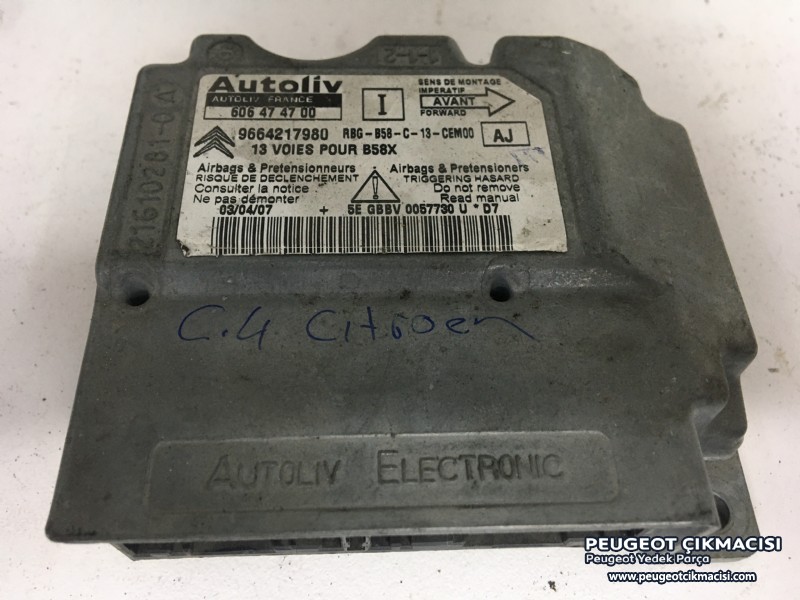 Autoliv
AUTOLIV FRANCE
606 47 47 00
I
SENS DE MONTAGE
IMPERATIF
AVANT
FORWARD
9664217980 RBG-B58-C-13-CEM00 AJ
13 VOIES POUR B58X
Airbags & Pretensionneurs
RISQUE DE DECLENCHEMENT
Consulter la notice
Ne pas démonter
Airbags & Pretensioners
TRIGGERING HASARD
Do not remove
Read manual
03/04/07 + 5E GBBV 0057730 U * D7
21610281-0A
C.4 Citroen
AUTOLIV ELECTRONIC
PEUGEOT ÇIKMACISI
Peugeot Yedek Parça
www.peugeotcikmacisi.com